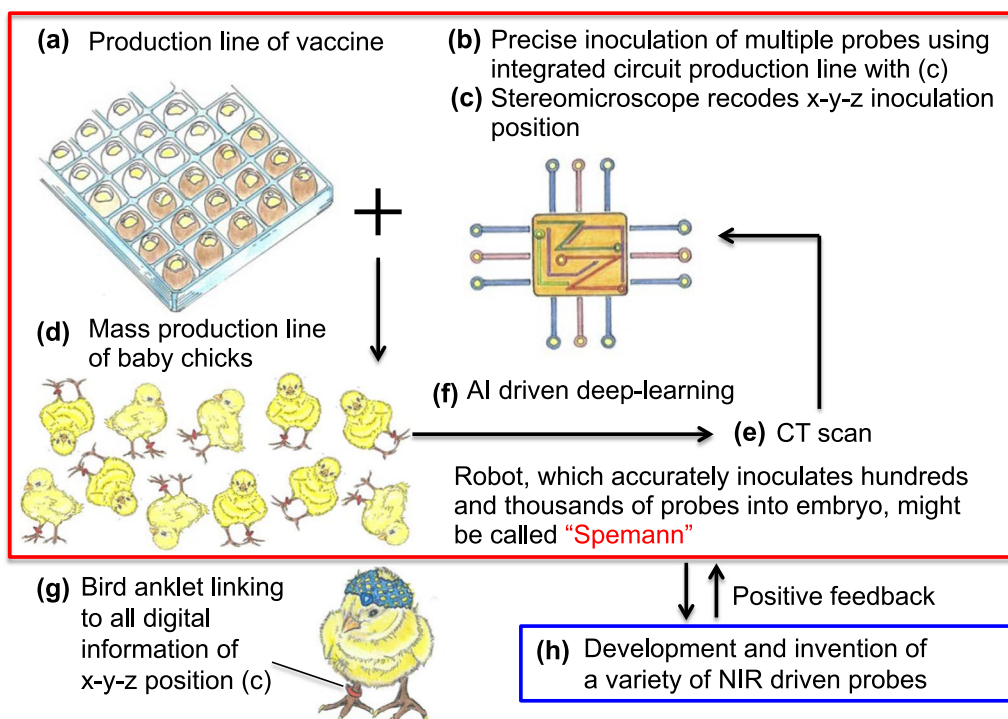 (a) Production line of vaccine
(b) Precise inoculation of multiple probes using
integrated circuit production line with (c)
(c) Stereomicroscope recodes x-y-z inoculation
position
(d) Mass production line
of baby chicks
(f) AI driven deep-learning
(e) CT scan
Robot, which accurately inoculates hundreds
and thousands of probes into embryo, might
be called “Spemann”
(g) Bird anklet linking
to all digital
information of
x-y-z position (c)
Positive feedback
(h) Development and invention of
a variety of NIR driven probes